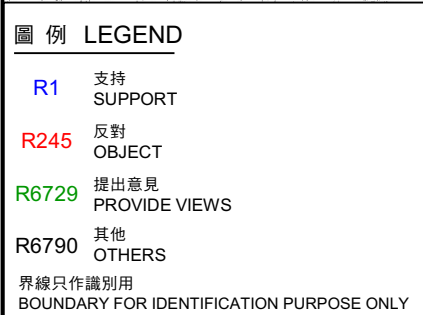 圖 例 LEGEND
R1 支持
SUPPORT
R245 反對
OBJECT
R6729 提出意見
PROVIDE VIEWS
R6790 其他
OTHERS
界線只作識別用
BOUNDARY FOR IDENTIFICATION PURPOSE ONLY